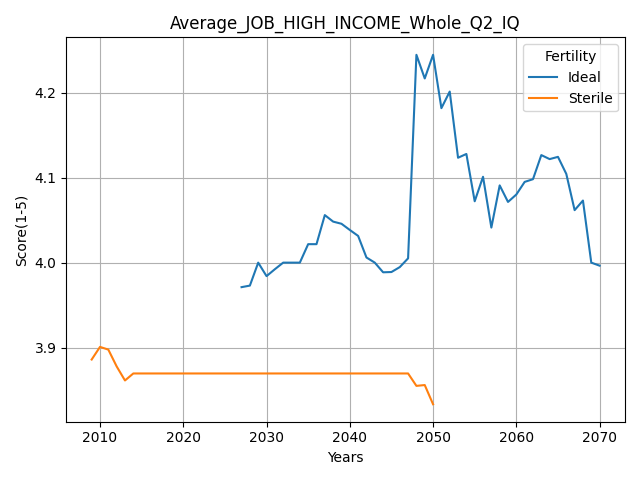 Average_JOB_HIGH_INCOME_Whole_Q2_IQ
Fertility
Ideal
Sterile
4.2
4.1
4.0
3.9
Score(1-5)
2010 2020 2030 2040 2050 2060 2070
Years